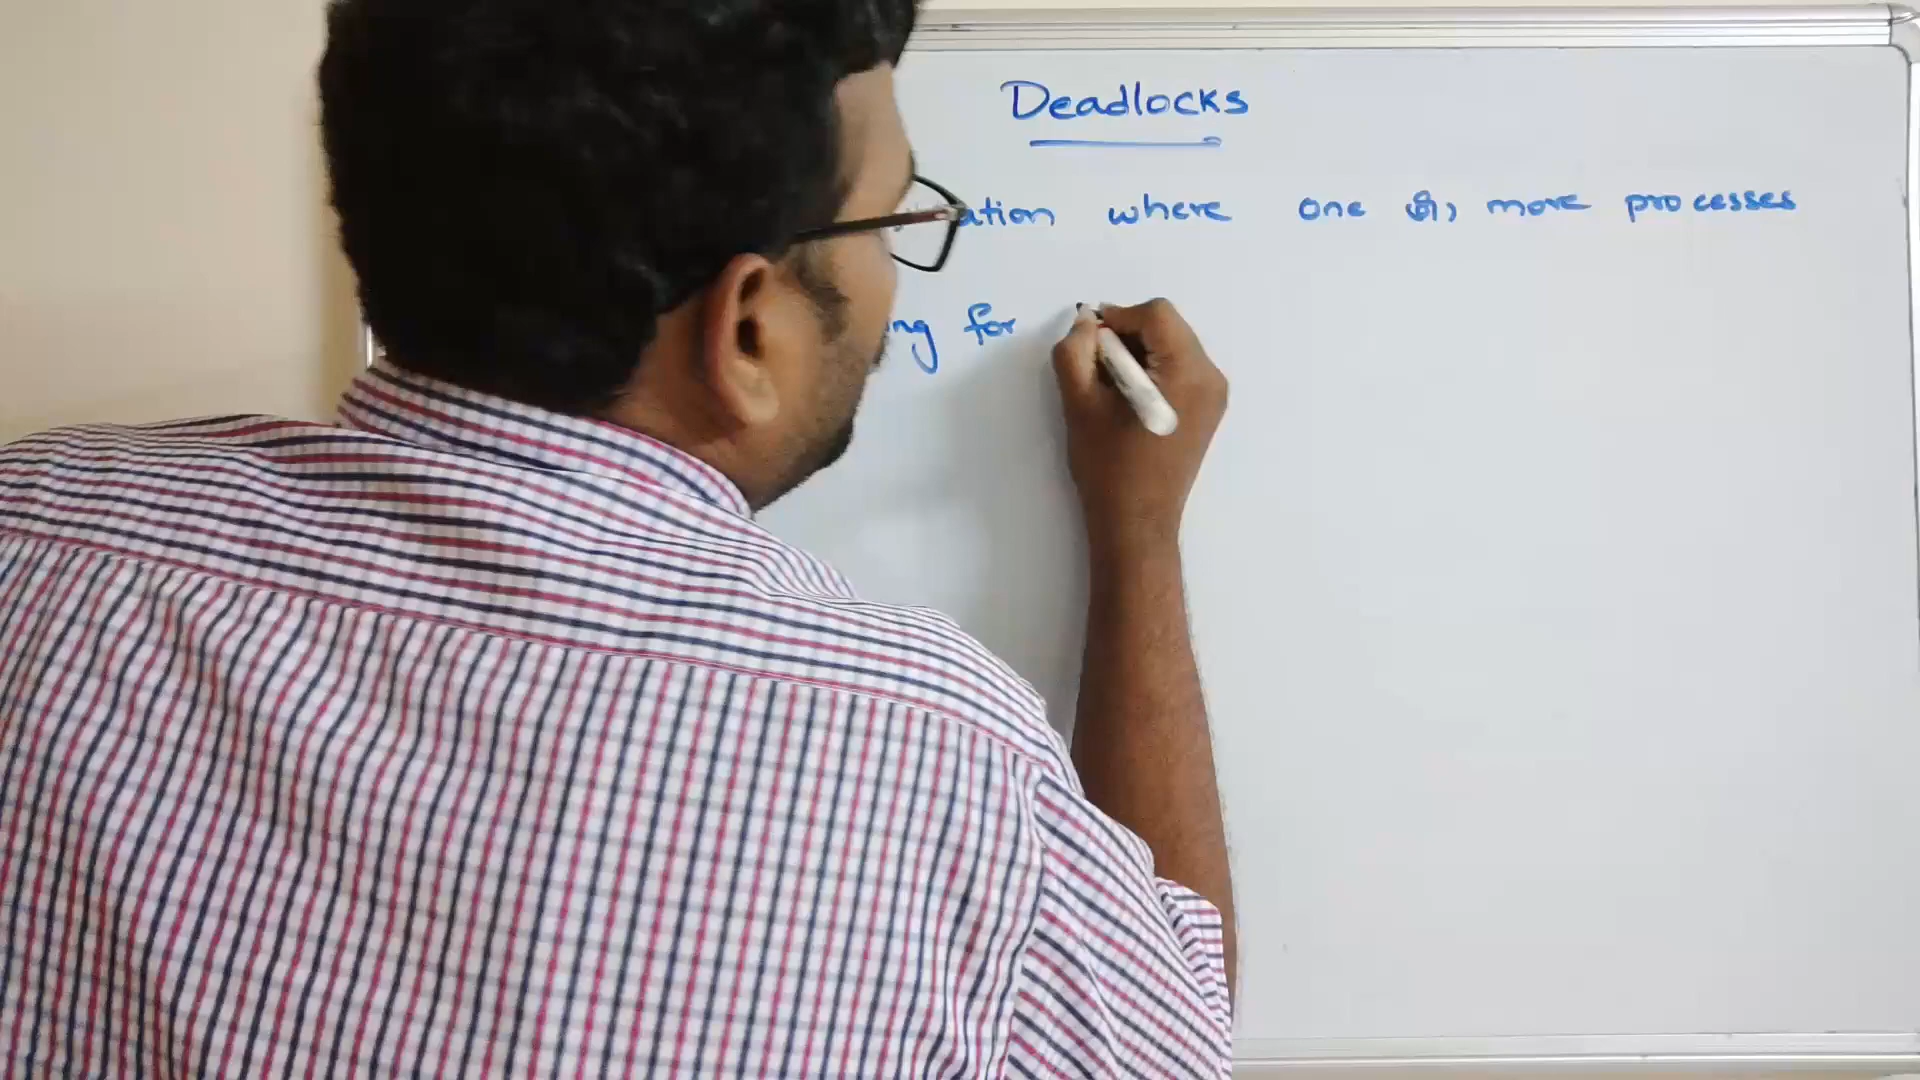 Deadlocks
ation where one or, more processes
ng for